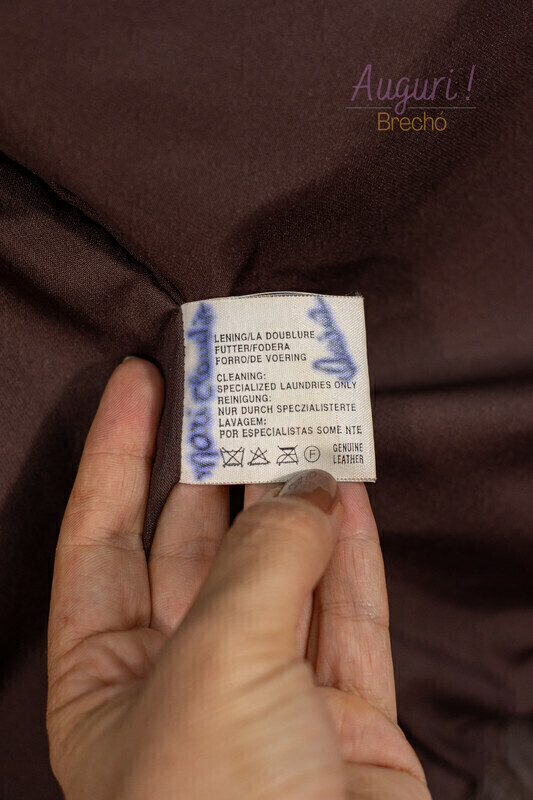 Auguri!
Brechó
LENING/LA DOUBLURE
FUTTER/FODERA
FORRO/DE VOERING
CLEANING:
SPECIALIZED LAUNDRIES ONLY
REINIGUNG:
NUR DURCH SPECZIALISTERTE
LAVAGEM:
POR ESPECIALISTAS SOME NTE
F
GENUINE
LEATHER